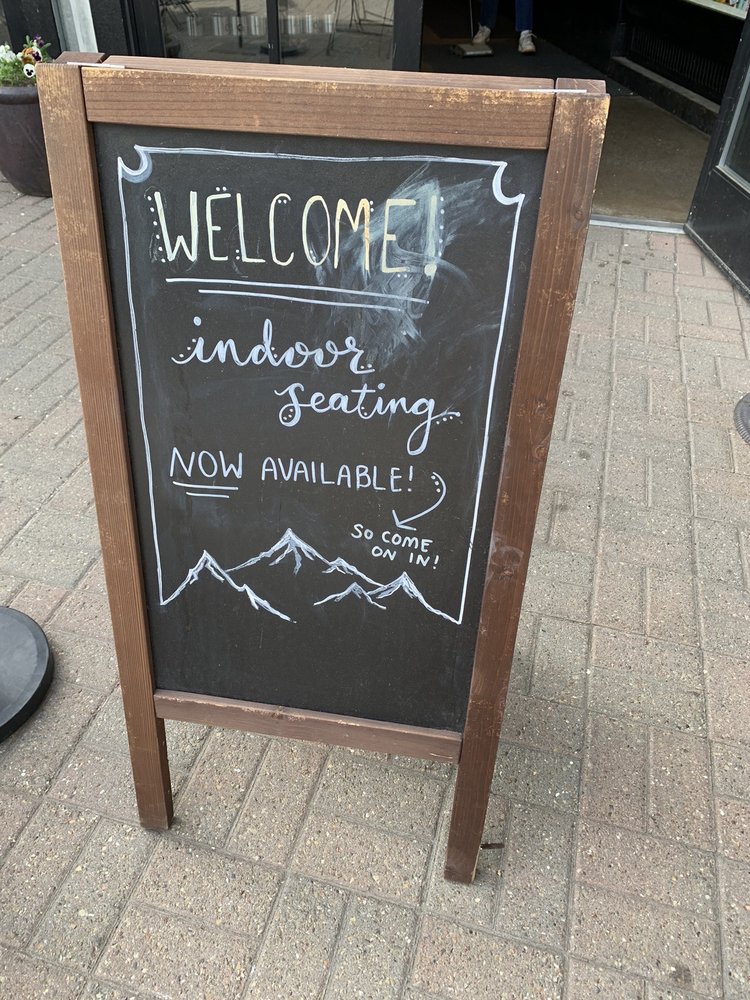 WELCOME!
indoor
seating
NOW AVAILABLE!
SO COME
ON IN!